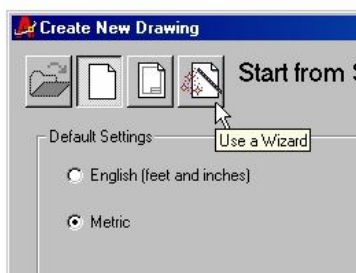 Create New Drawing
Start from
Default Settings
Use a Wizard
English (feet and inches)
Metric